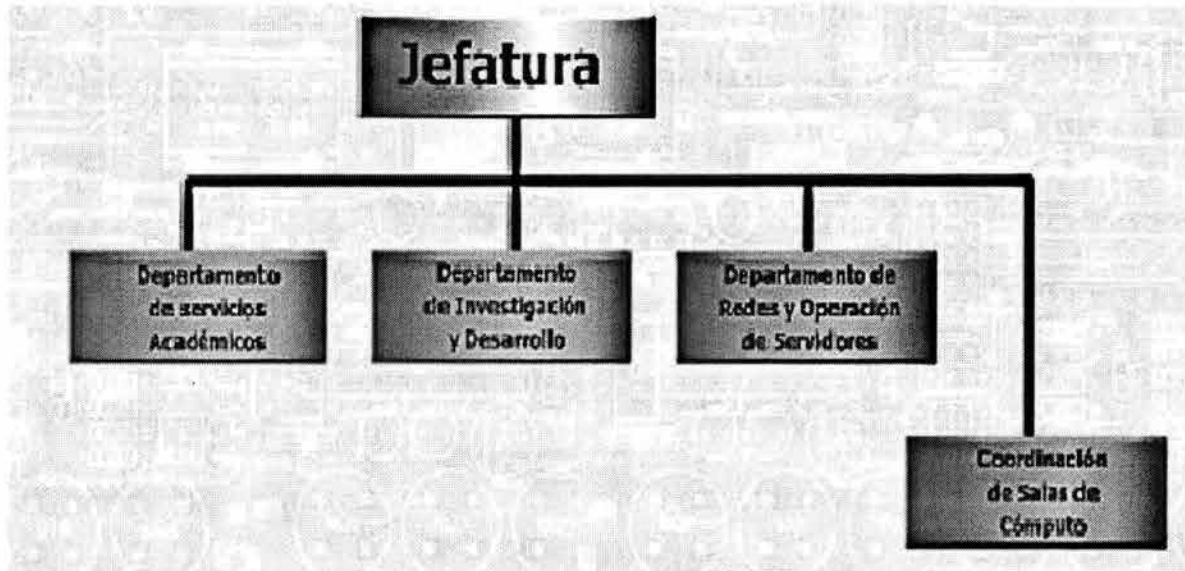 Jefatura
Departamento
de servicios
Académicos
Departamento
de Investigación
y Desarrollo
Departamento de
Redes y Operación
de Servidores
Coordinación
de Salas de
Cómputo